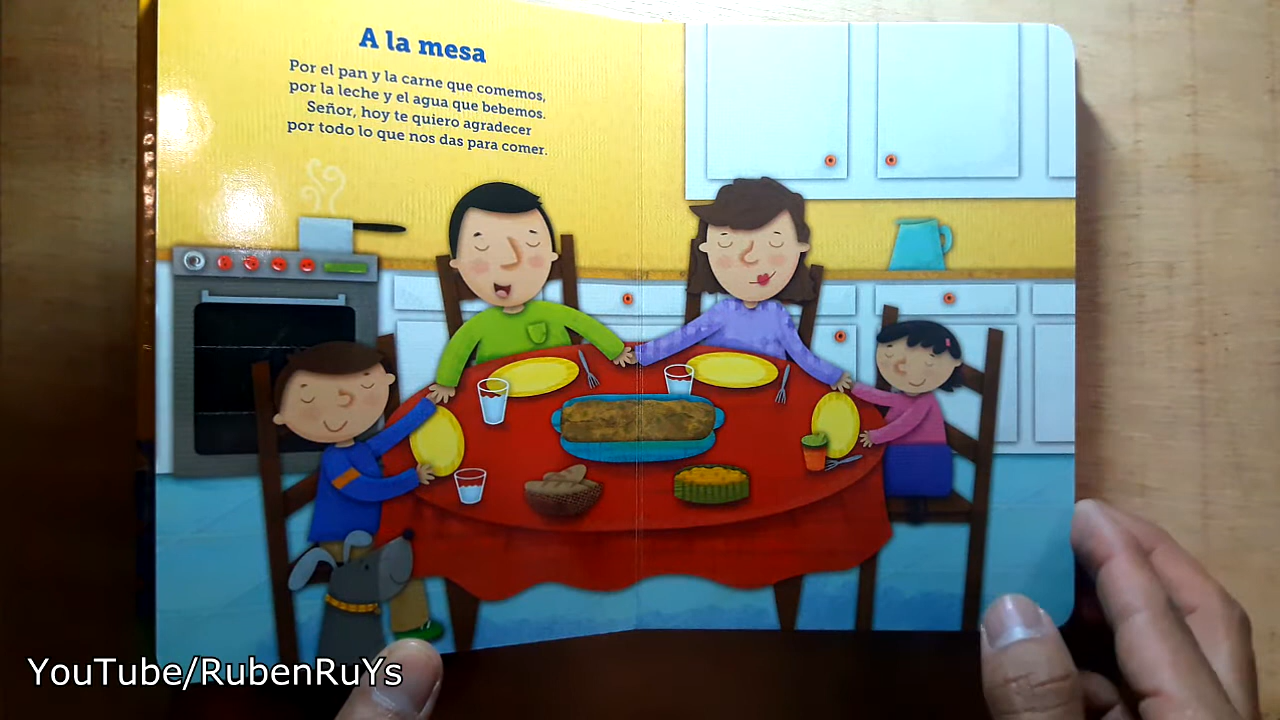 A la mesa
Por el pan y la carne que comemos,
por la leche y el agua que bebemos.
Señor, hoy te quiero agradecer
por todo lo que nos das para comer.
YouTube/RubenRuYs